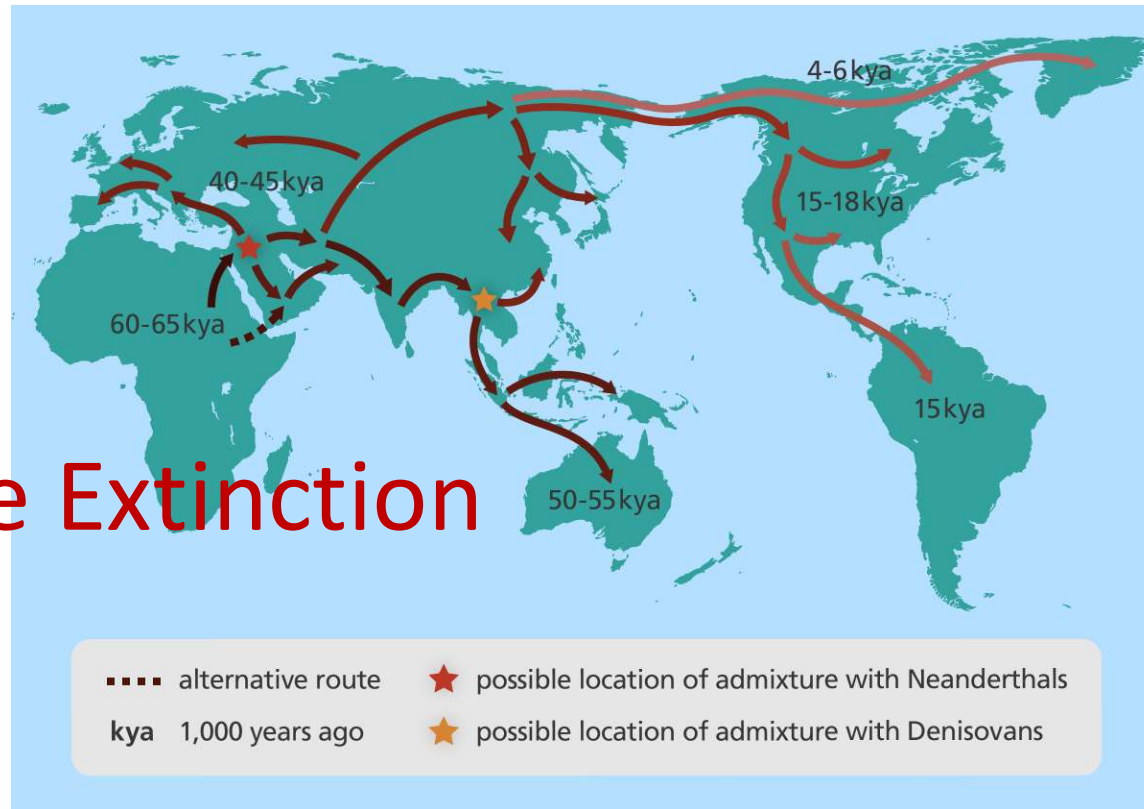 4-6kya
40-45kya
15-18kya
60-65kya
15kya
50-55kya
e Extinction
alternative route
possible location of admixture with Neanderthals
kya 1,000 years ago
possible location of admixture with Denisovans